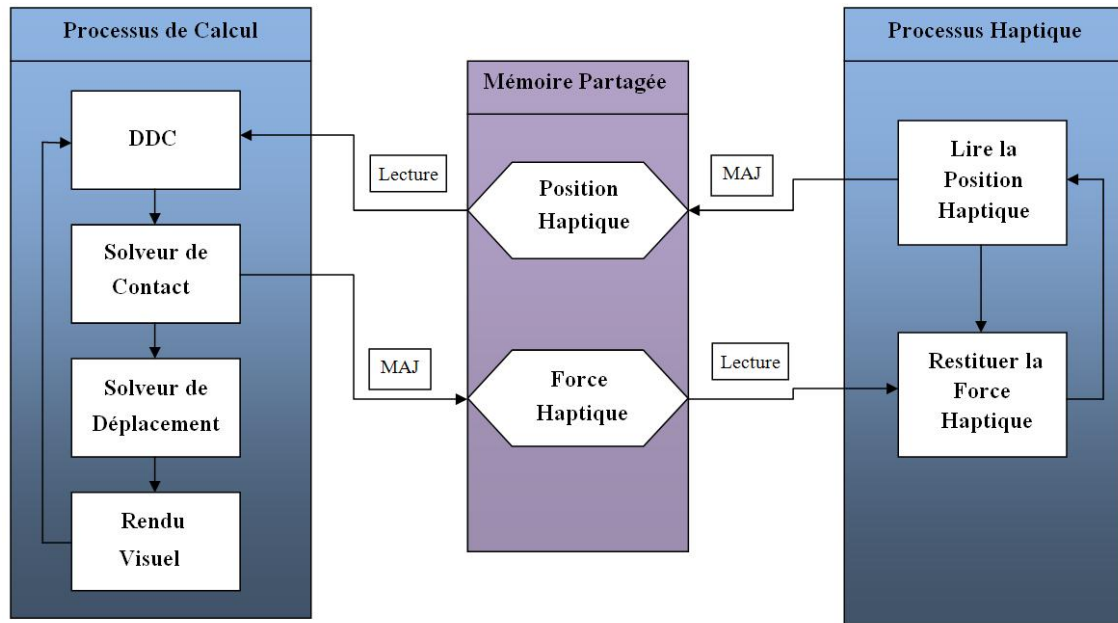 Processus de Calcul
DDC
Solveur de
Contact
Solveur de
Déplacement
Rendu
Visuel
Lecture
MAJ
Mémoire Partagée
Position
Haptique
Force
Haptique
MAJ
Lecture
Processus Haptique
Lire la
Position
Haptique
Restituer la
Force
Haptique